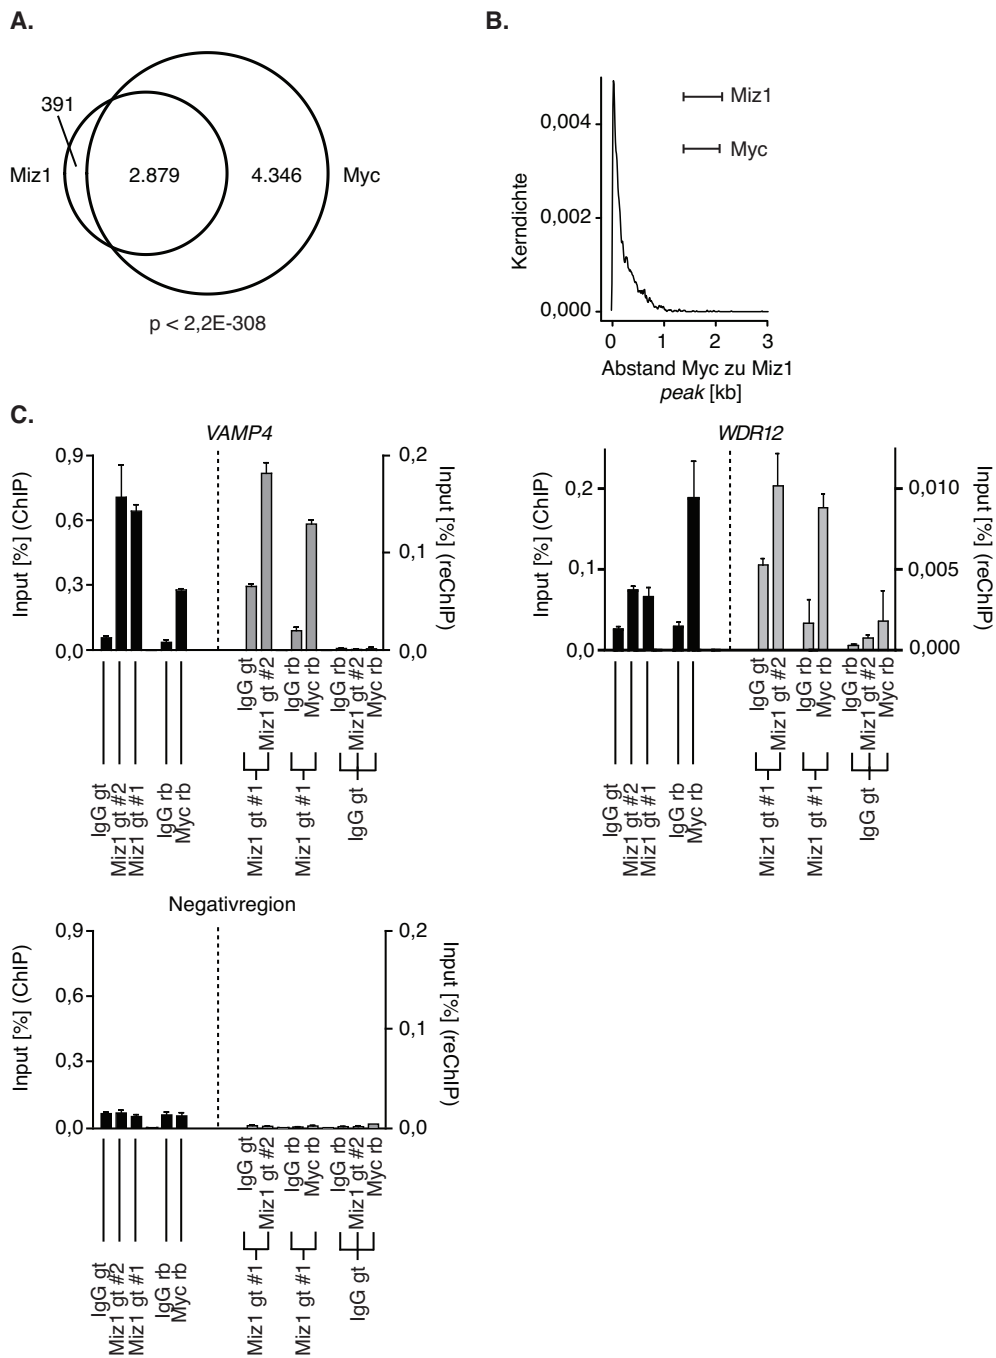 A.
391
Miz1
2.879
4.346
Myc
p < 2,2E-308
B.
Kerndichte
0,004
0,002
0,000
Miz1
Myc
0
1
2
3
Abstand Myc zu Miz1
peak [kb]
C.
VAMP4
Input [%] (ChIP)
0,9
0,6
0,3
0,0
0,2
0,1
0,0
Input [%] (reChIP)
IgG gt
Miz1 gt #2
IgG rb
Myc rb
IgG rb
Miz1 gt #2
Myc rb
IgG gt
Miz1 gt #2
Miz1 gt #1
IgG rb
Myc rb
Miz1 gt #1
Miz1 gt #1
IgG gt
WDR12
Input [%] (ChIP)
0,2
0,1
0,0
0,010
0,005
0,000
Input [%] (reChIP)
IgG gt
Miz1 gt #2
IgG rb
Myc rb
IgG rb
Miz1 gt #2
Myc rb
IgG gt
Miz1 gt #2
Miz1 gt #1
IgG rb
Myc rb
Miz1 gt #1
Miz1 gt #1
IgG gt
Negativregion
Input [%] (ChIP)
0,9
0,6
0,3
0,0
0,2
0,1
0,0
Input [%] (reChIP)
IgG gt
Miz1 gt #2
IgG rb
Myc rb
IgG rb
Miz1 gt #2
Myc rb
IgG gt
Miz1 gt #2
Miz1 gt #1
IgG rb
Myc rb
Miz1 gt #1
Miz1 gt #1
IgG gt